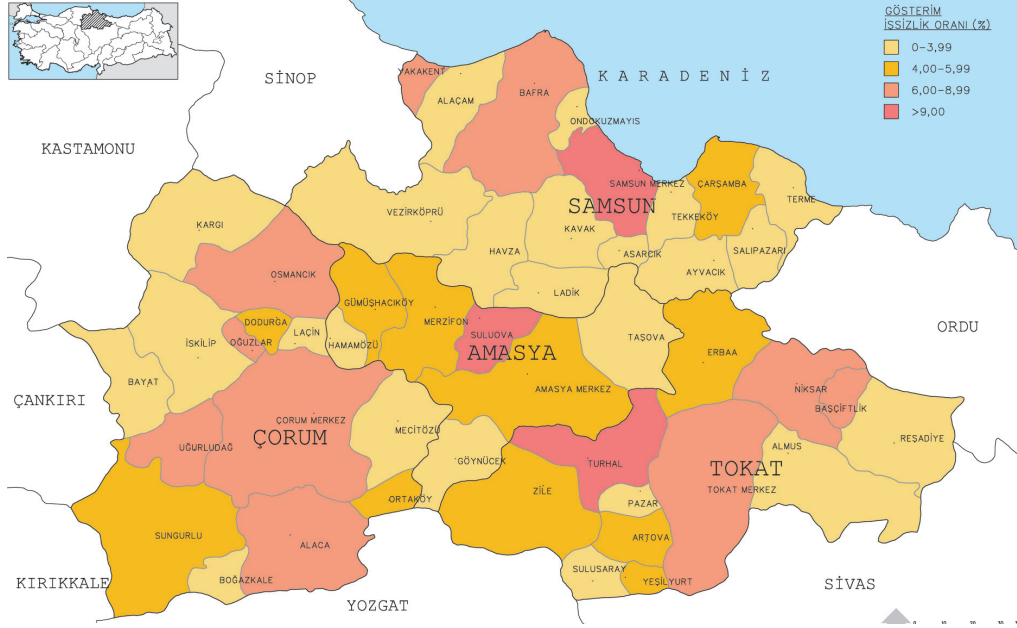 GÖSTERİM
İŞSİZLİK ORANI (%)
0-3,99
4,00-5,99
6,00-8,99
>9,00
SİNOP
KARADENİZ
KASTAMONU
YAKAKENT
ALAÇAM
BAFRA
ONDOKUZMAYIS
SAMSUN MERKEZ
ÇARŞAMBA
TERME
SAMSUN
VEZİRKÖPRÜ
TEKKEKÖY
KARGI
KAVAK
HAVZA
ASARCIK
SALIPAZARI
AYVACIK
OSMANCIK
LADİK
GÜMÜŞHACIKÖY
DODURGA
MERZİFON
ORDU
LAÇİN
SULUOVA
TAŞOVA
İSKİLİP
OĞUZLAR
HAMAMÖZÜ
AMASYA
ERBAA
BAYAT
AMASYA MERKEZ
NİKSAR
ÇANKIRI
BAŞÇİFTLİK
ÇORUM MERKEZ
MECİTÖZÜ
ÇORUM
UĞURLUDAĞ
REŞADİYE
ALMUS
GÖYNÜCEK
TURHAL
TOKAT
TOKAT MERKEZ
ZİLE
ORTAKÖY
PAZAR
SUNGURLU
ARTOVA
ALACA
SULUSARAY
BOĞAZKALE
YEŞİLYURT
KIRIKKALE
SİVAS
YOZGAT